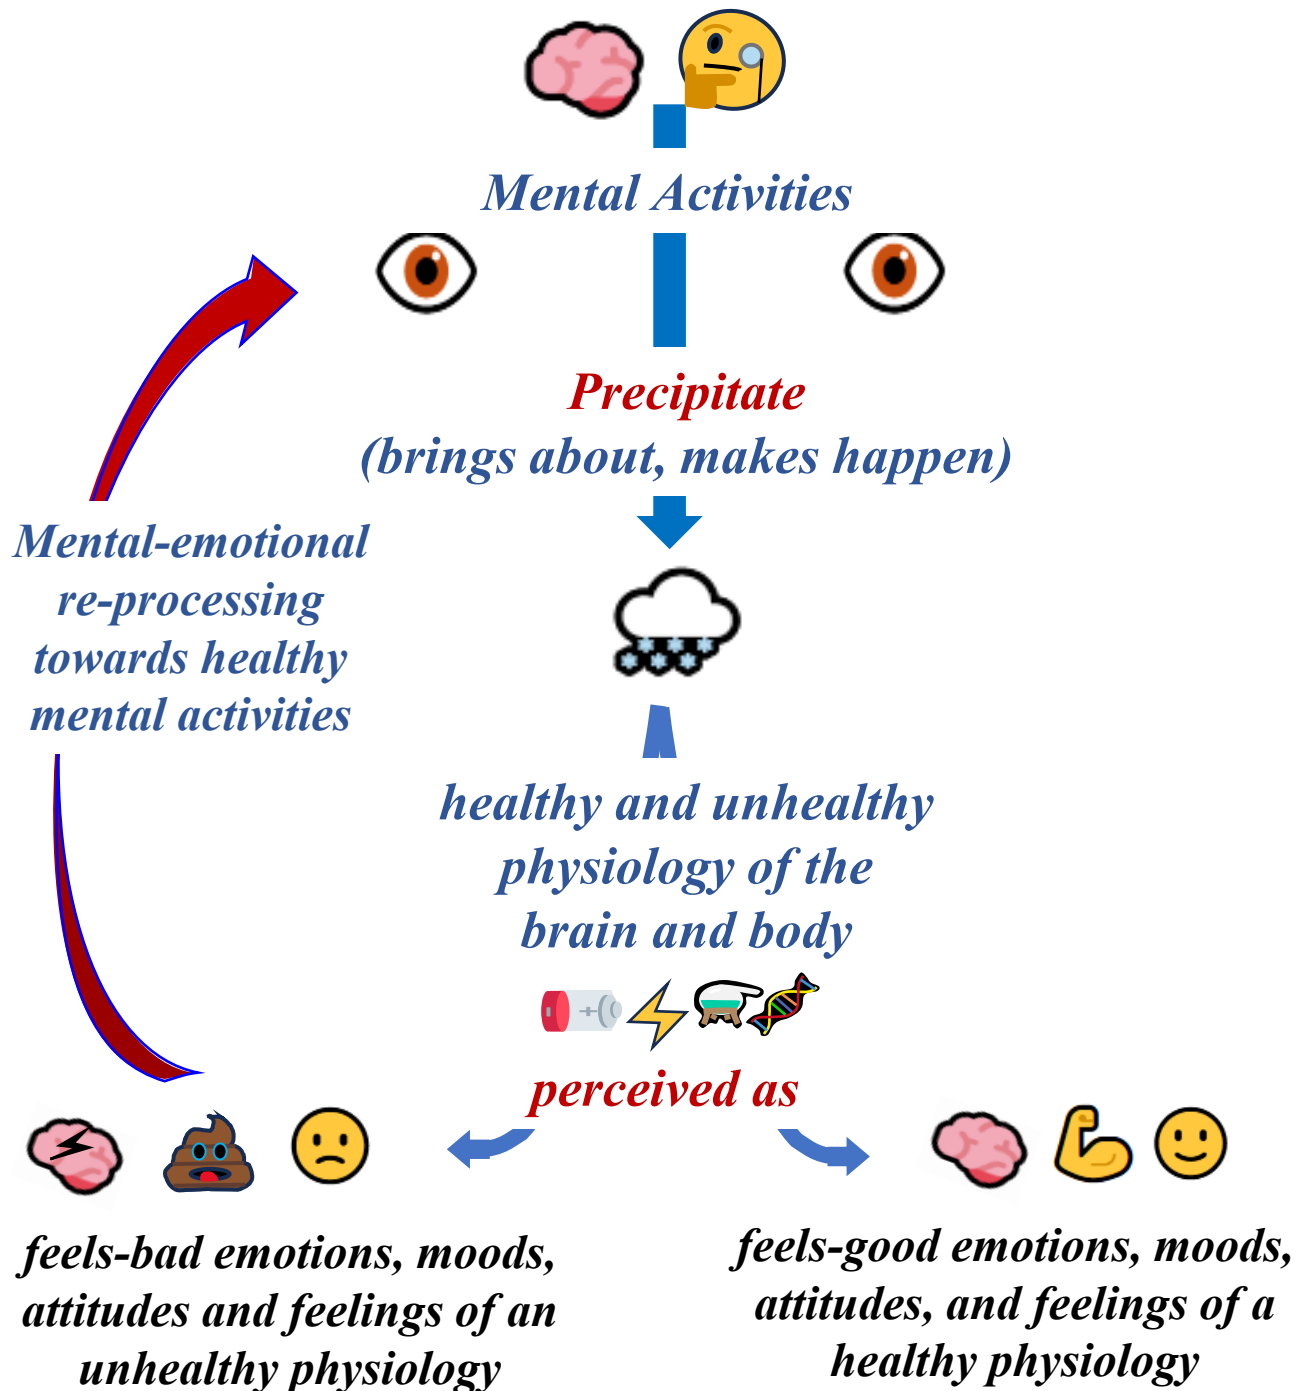 Mental Activities
Precipitate
(brings about, makes happen)
Mental-emotional
re-processing
towards healthy
mental activities
healthy and unhealthy
physiology of the
brain and body
perceived as
feels-bad emotions, moods,
attitudes and feelings of an
unhealthy physiology
feels-good emotions, moods,
attitudes, and feelings of a
healthy physiology